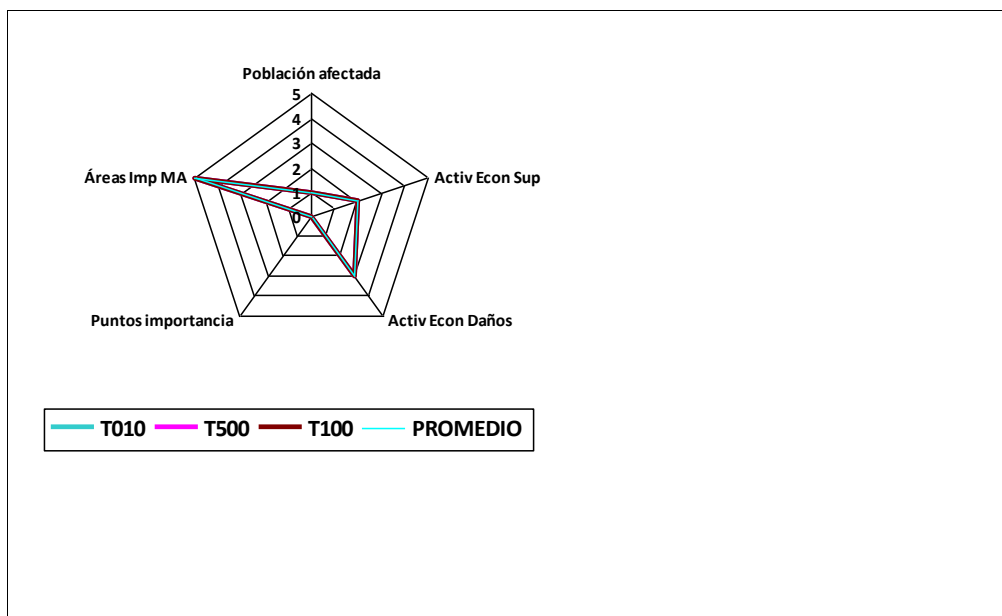 Población afectada
5
4
3
2
1
0
Áreas Imp MA
Activ Econ Sup
Puntos importancia
Activ Econ Daños
T010 T500 T100 PROMEDIO